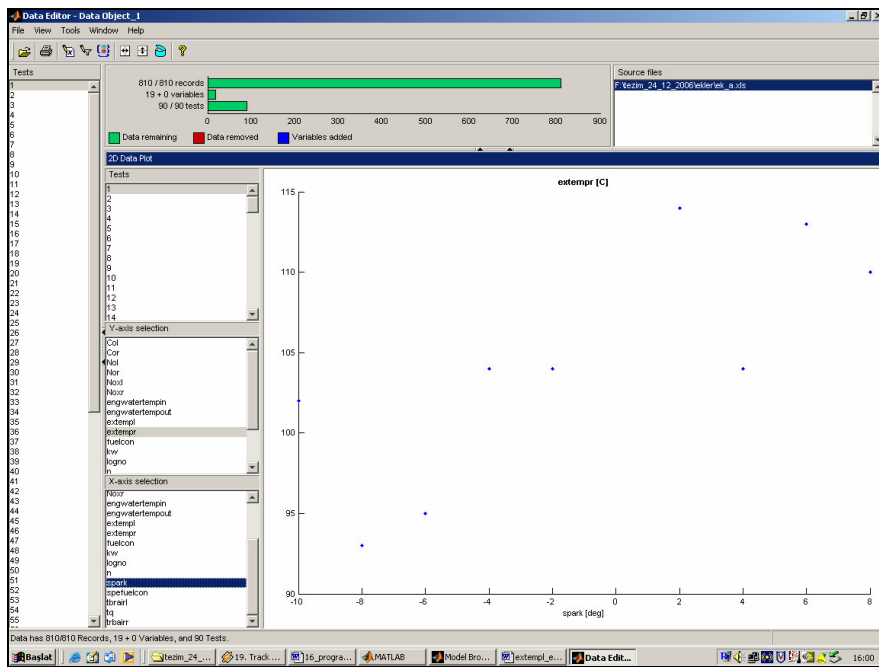 Data Editor - Data Object_1
File View Tools Window Help
Tests
1
2
3
4
5
6
7
8
9
10
11
12
13
14
15
16
17
18
19
20
21
22
23
24
25
26
27
28
29
30
31
32
33
34
35
36
37
38
39
40
41
42
43
44
45
46
47
48
49
50
51
52
53
54
55
810 / 810 records
19 + 0 variables
90 / 90 tests
0 100 200 300 400 500 600 700 800 900
Data remaining Data removed Variables added
Source files
F:\tezim_24_12_2006\ekler\ek_a.xls
2D Data Plot
Tests
1
2
3
4
5
6
7
8
9
10
11
12
13
14
Y-axis selection
Col
Cor
Nol
Nor
Noxl
Noxr
engwatertempin
engwatertempout
extempl
extempr
fuelcon
kw
logno
n
X-axis selection
Noxr
engwatertempin
engwatertempout
extempl
extempr
fuelcon
kw
logno
n
spark
spefuelcon
tbrairl
tq
trbairr
extempr [C]
115
110
105
100
95
90
-10 -8 -6 -4 -2 0 2 4 6 8
spark [deg]
Data has 810/810 Records, 19 + 0 Variables, and 90 Tests.
Başlat tezim_24_... 19. Track ... 16_progra... MATLAB Model Bro... extempl_e... Data Edit... 16:00